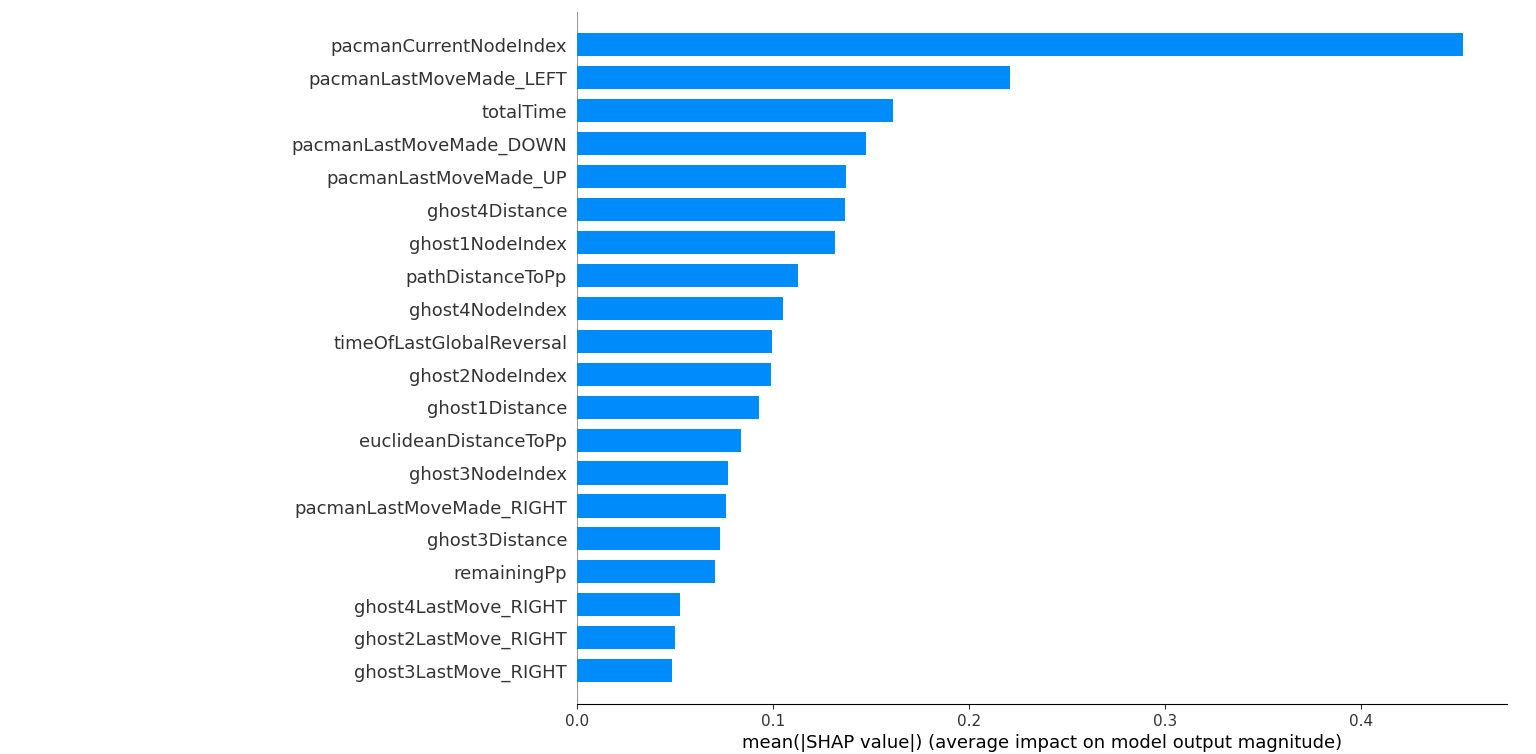 pacmanCurrentNodeIndex
pacmanLastMoveMade_LEFT
totalTime
pacmanLastMoveMade_DOWN
pacmanLastMoveMade_UP
ghost4Distance
ghost1NodeIndex
pathDistanceToPp
ghost4NodeIndex
timeOfLastGlobalReversal
ghost2NodeIndex
ghost1Distance
euclideanDistanceToPp
ghost3NodeIndex
pacmanLastMoveMade_RIGHT
ghost3Distance
remainingPp
ghost4LastMove_RIGHT
ghost2LastMove_RIGHT
ghost3LastMove_RIGHT
0.0 0.1 0.2 0.3 0.4
mean(|SHAP value|) (average impact on model output magnitude)